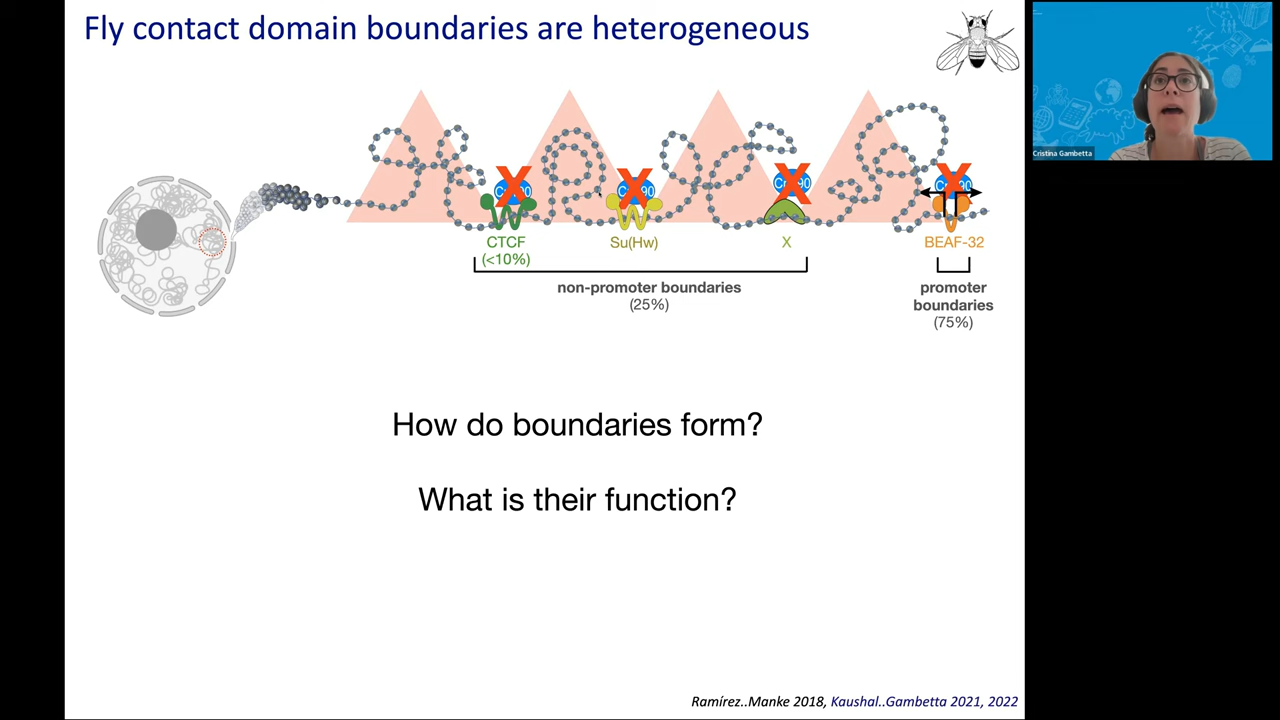 Fly contact domain boundaries are heterogeneous
Cristina Gambetta
CTCF
(<10%)
Su(Hw)
X
BEAF-32
non-promoter boundaries
(25%)
promoter
boundaries
(75%)
How do boundaries form?
What is their function?
Ramírez..Manke 2018, Kaushal..Gambetta 2021, 2022